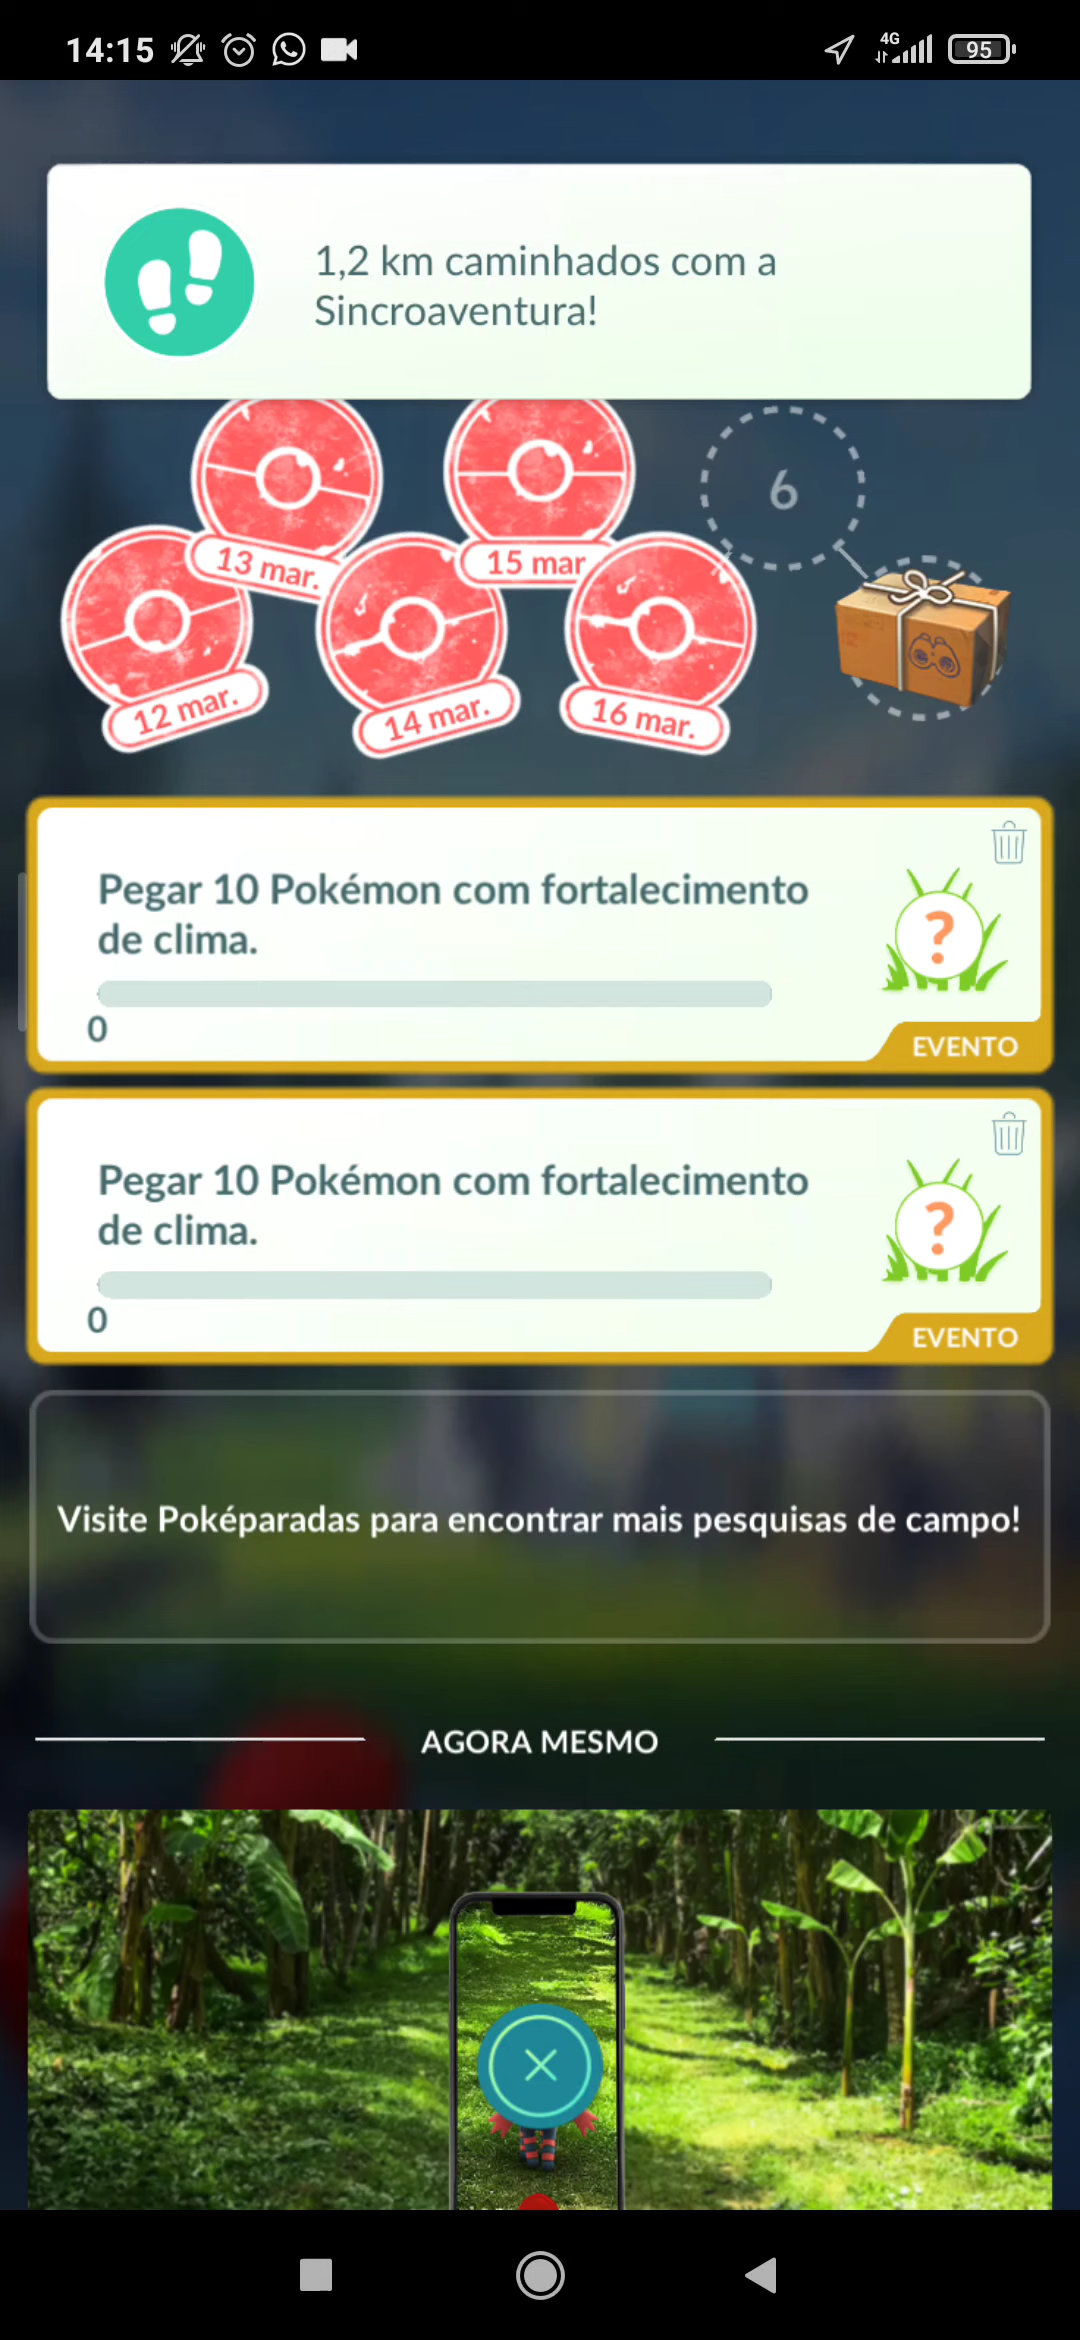 14:15
4G
95
1,2 km caminhados com a
Sincroaventura!
6
13 mar.
15 mar
12 mar.
14 mar.
16 mar.
Pegar 10 Pokémon com fortalecimento
de clima.
?
0
EVENTO
Pegar 10 Pokémon com fortalecimento
de clima.
?
0
EVENTO
Visite Poképaradas para encontrar mais pesquisas de campo!
AGORA MESMO